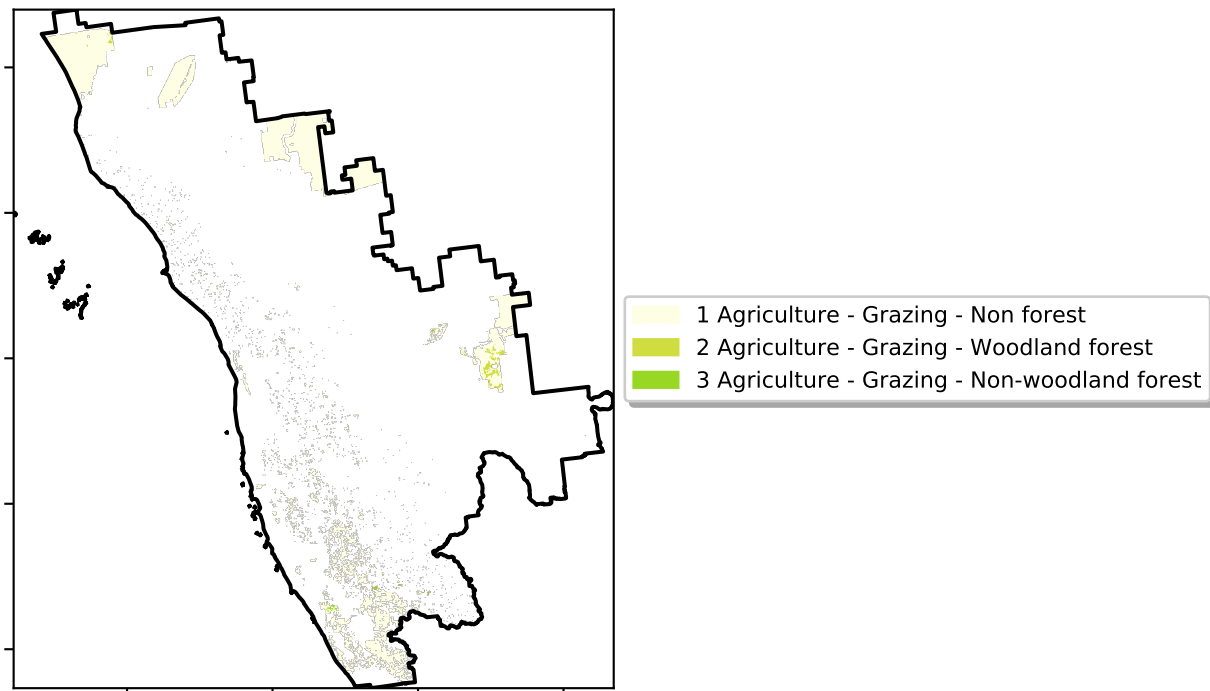 1 Agriculture - Grazing - Non forest
2 Agriculture - Grazing - Woodland forest
3 Agriculture - Grazing - Non-woodland forest